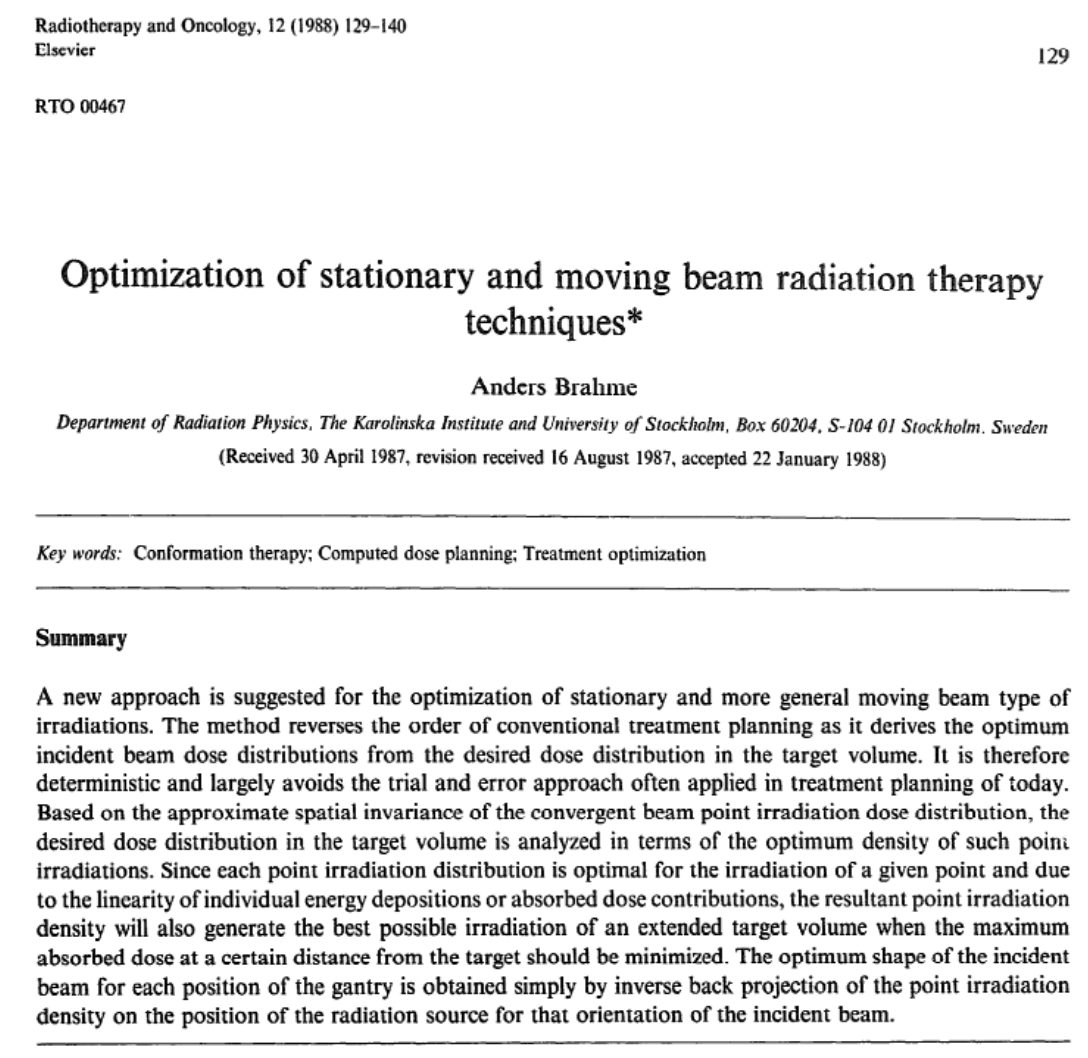 Radiotherapy and Oncology, 12 (1988) 129–140
Elsevier
129
RTO 00467
Optimization of stationary and moving beam radiation therapy
techniques*
Anders Brahme
Department of Radiation Physics, The Karolinska Institute and University of Stockholm, Box 60204, S-104 01 Stockholm. Sweden
(Received 30 April 1987, revision received 16 August 1987, accepted 22 January 1988)
Key words: Conformation therapy; Computed dose planning; Treatment optimization
Summary
A new approach is suggested for the optimization of stationary and more general moving beam type of
irradiations. The method reverses the order of conventional treatment planning as it derives the optimum
incident beam dose distributions from the desired dose distribution in the target volume. It is therefore
deterministic and largely avoids the trial and error approach often applied in treatment planning of today.
Based on the approximate spatial invariance of the convergent beam point irradiation dose distribution, the
desired dose distribution in the target volume is analyzed in terms of the optimum density of such point
irradiations. Since each point irradiation distribution is optimal for the irradiation of a given point and due
to the linearity of individual energy depositions or absorbed dose contributions, the resultant point irradiation
density will also generate the best possible irradiation of an extended target volume when the maximum
absorbed dose at a certain distance from the target should be minimized. The optimum shape of the incident
beam for each position of the gantry is obtained simply by inverse back projection of the point irradiation
density on the position of the radiation source for that orientation of the incident beam.